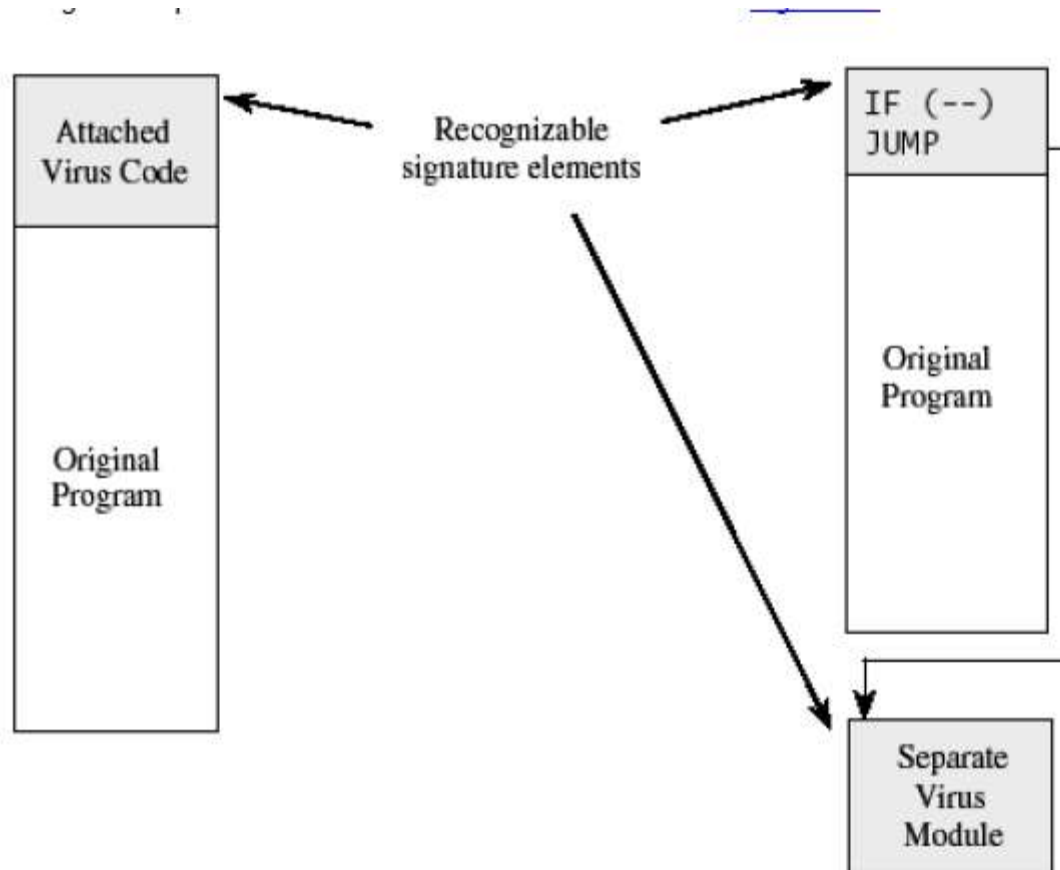 Attached
Virus Code
Original
Program
Recognizable
signature elements
IF (--)
JUMP
Original
Program
Separate
Virus
Module